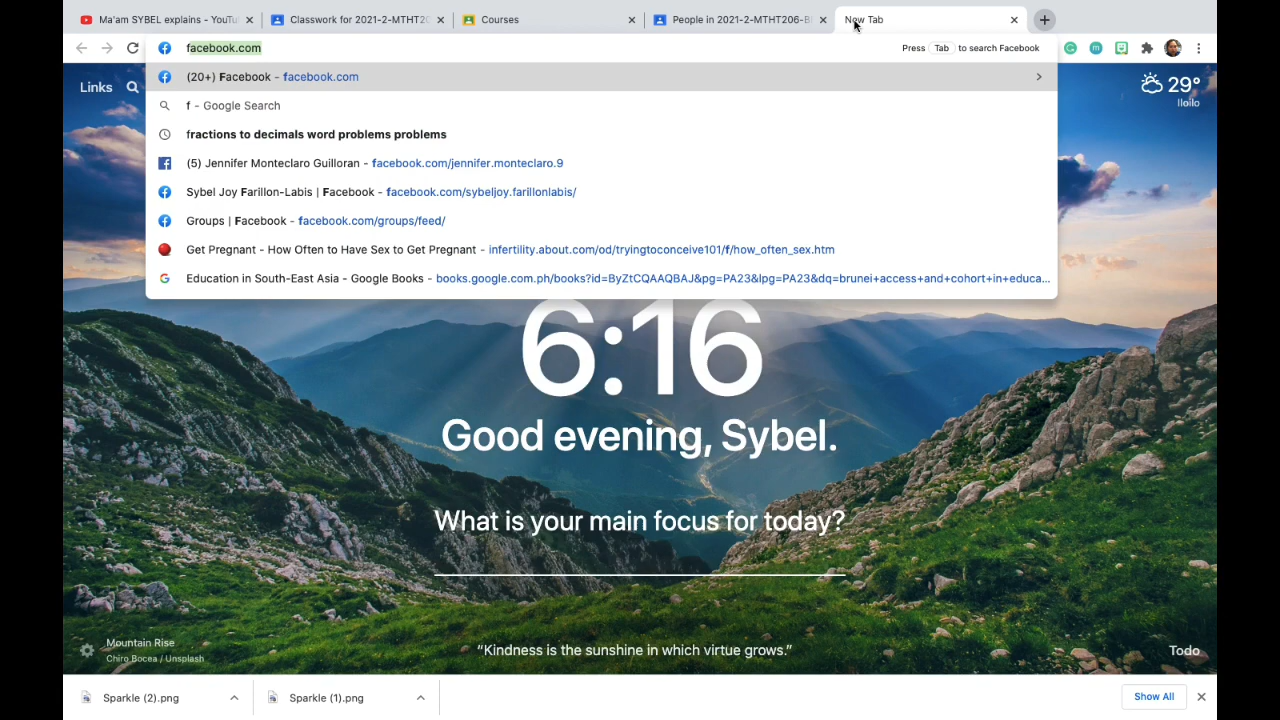 Ma'am SYBEL explains - YouTu
Classwork for 2021-2-MTHT20
Courses
People in 2021-2-MTHT206-B
New Tab
facebook.com
Press Tab to search Facebook
(20+) Facebook - facebook.com
f - Google Search
fractions to decimals word problems problems
(5) Jennifer Monteclaro Guilloran - facebook.com/jennifer.monteclaro.9
Sybel Joy Farillon-Labis | Facebook - facebook.com/sybeljoy.farillonlabis/
Groups | Facebook - facebook.com/groups/feed/
Get Pregnant - How Often to Have Sex to Get Pregnant - infertility.about.com/od/tryingtoconceive101/f/how_often_sex.htm
Education in South-East Asia - Google Books - books.google.com.ph/books?id=ByZtCQAAQBAJ&pg=PA23&lpg=PA23&dq=brunei+access+and+cohort+in+educa...
Links
29°
Iloilo
6:16
Good evening, Sybel.
What is your main focus for today?
Mountain Rise
Chiro Bocea / Unsplash
“Kindness is the sunshine in which virtue grows.”
Todo
Sparkle (2).png
Sparkle (1).png
Show All